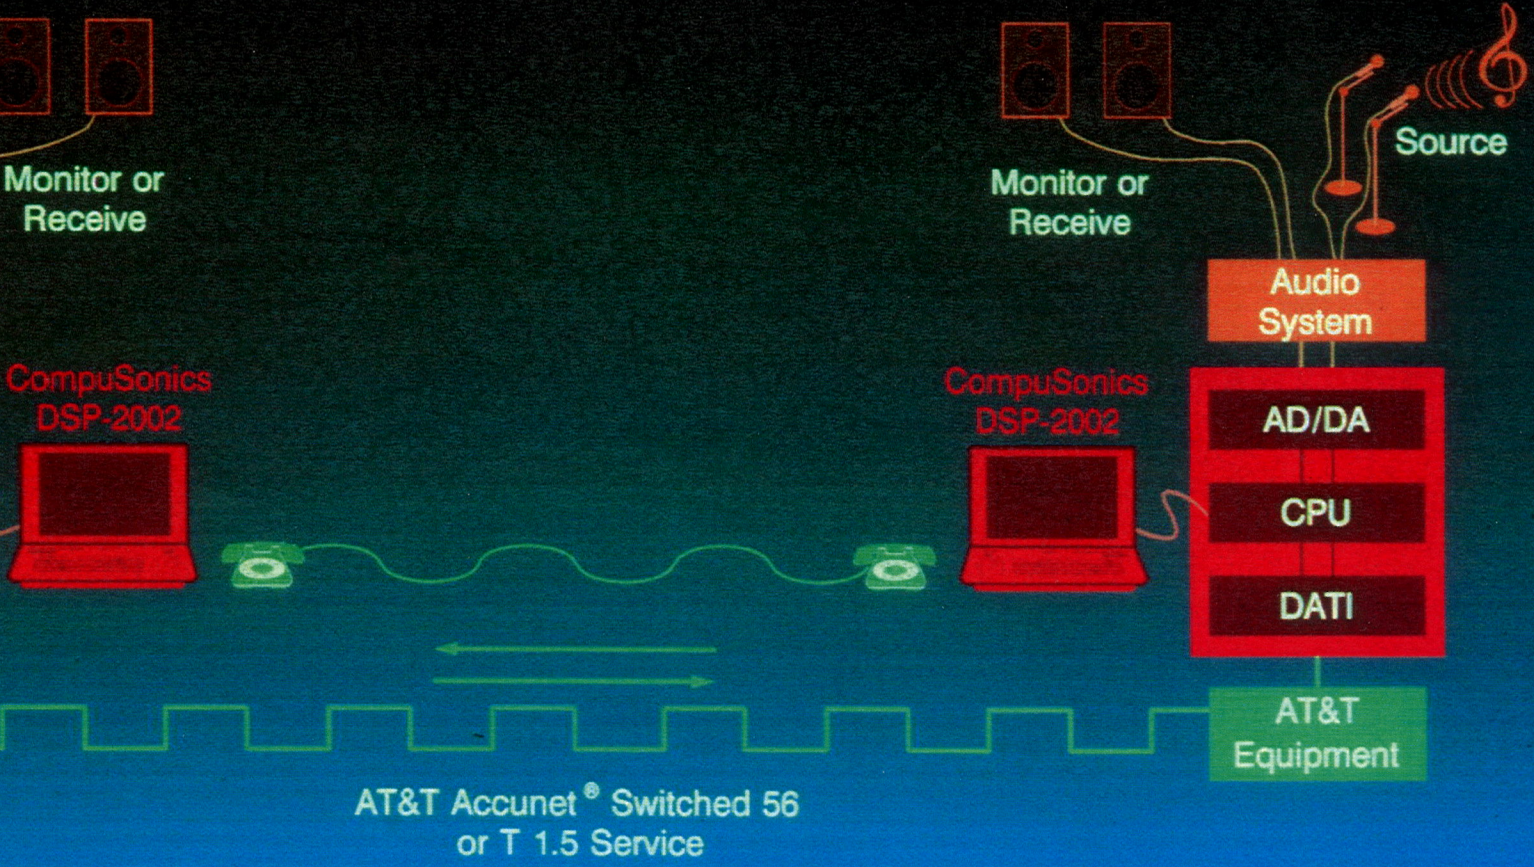 Monitor or
Receive
Monitor or
Receive
Source
Audio
System
CompuSonics
DSP-2002
CompuSonics
DSP-2002
AD/DA
CPU
DATI
AT&T
Equipment
AT&T Accunet® Switched 56
or T 1.5 Service